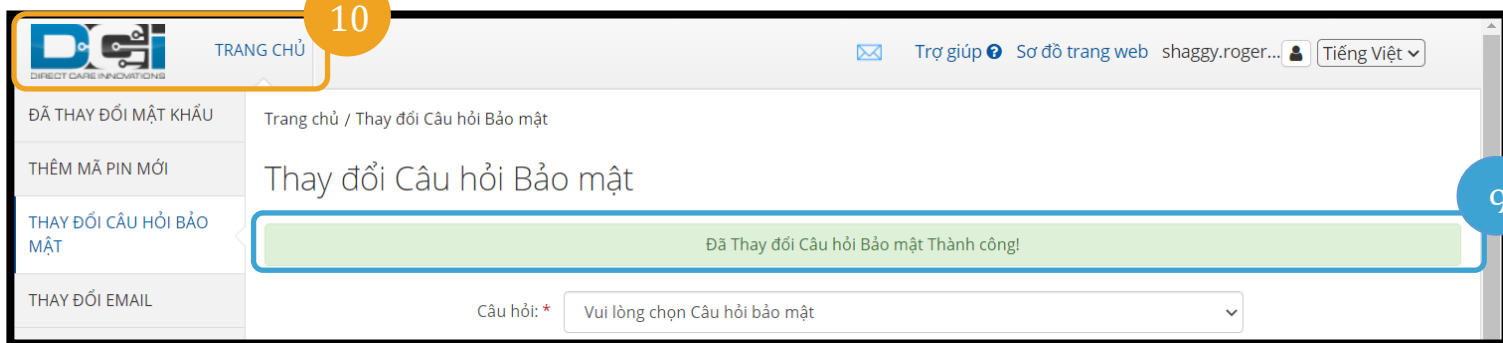 10
DCI
DIRECT CARE INNOVATIONS
TRANG CHỦ
Trợ giúp ? Sơ đồ trang web shaggy.roger... Tiếng Việt
ĐÃ THAY ĐỔI MẬT KHẨU
Trang chủ / Thay đổi Câu hỏi Bảo mật
THÊM MÃ PIN MỚI
Thay đổi Câu hỏi Bảo mật
9
THAY ĐỔI CÂU HỎI BẢO
MẬT
Đã Thay đổi Câu hỏi Bảo mật Thành công!
THAY ĐỔI EMAIL
Câu hỏi: * Vui lòng chọn Câu hỏi bảo mật